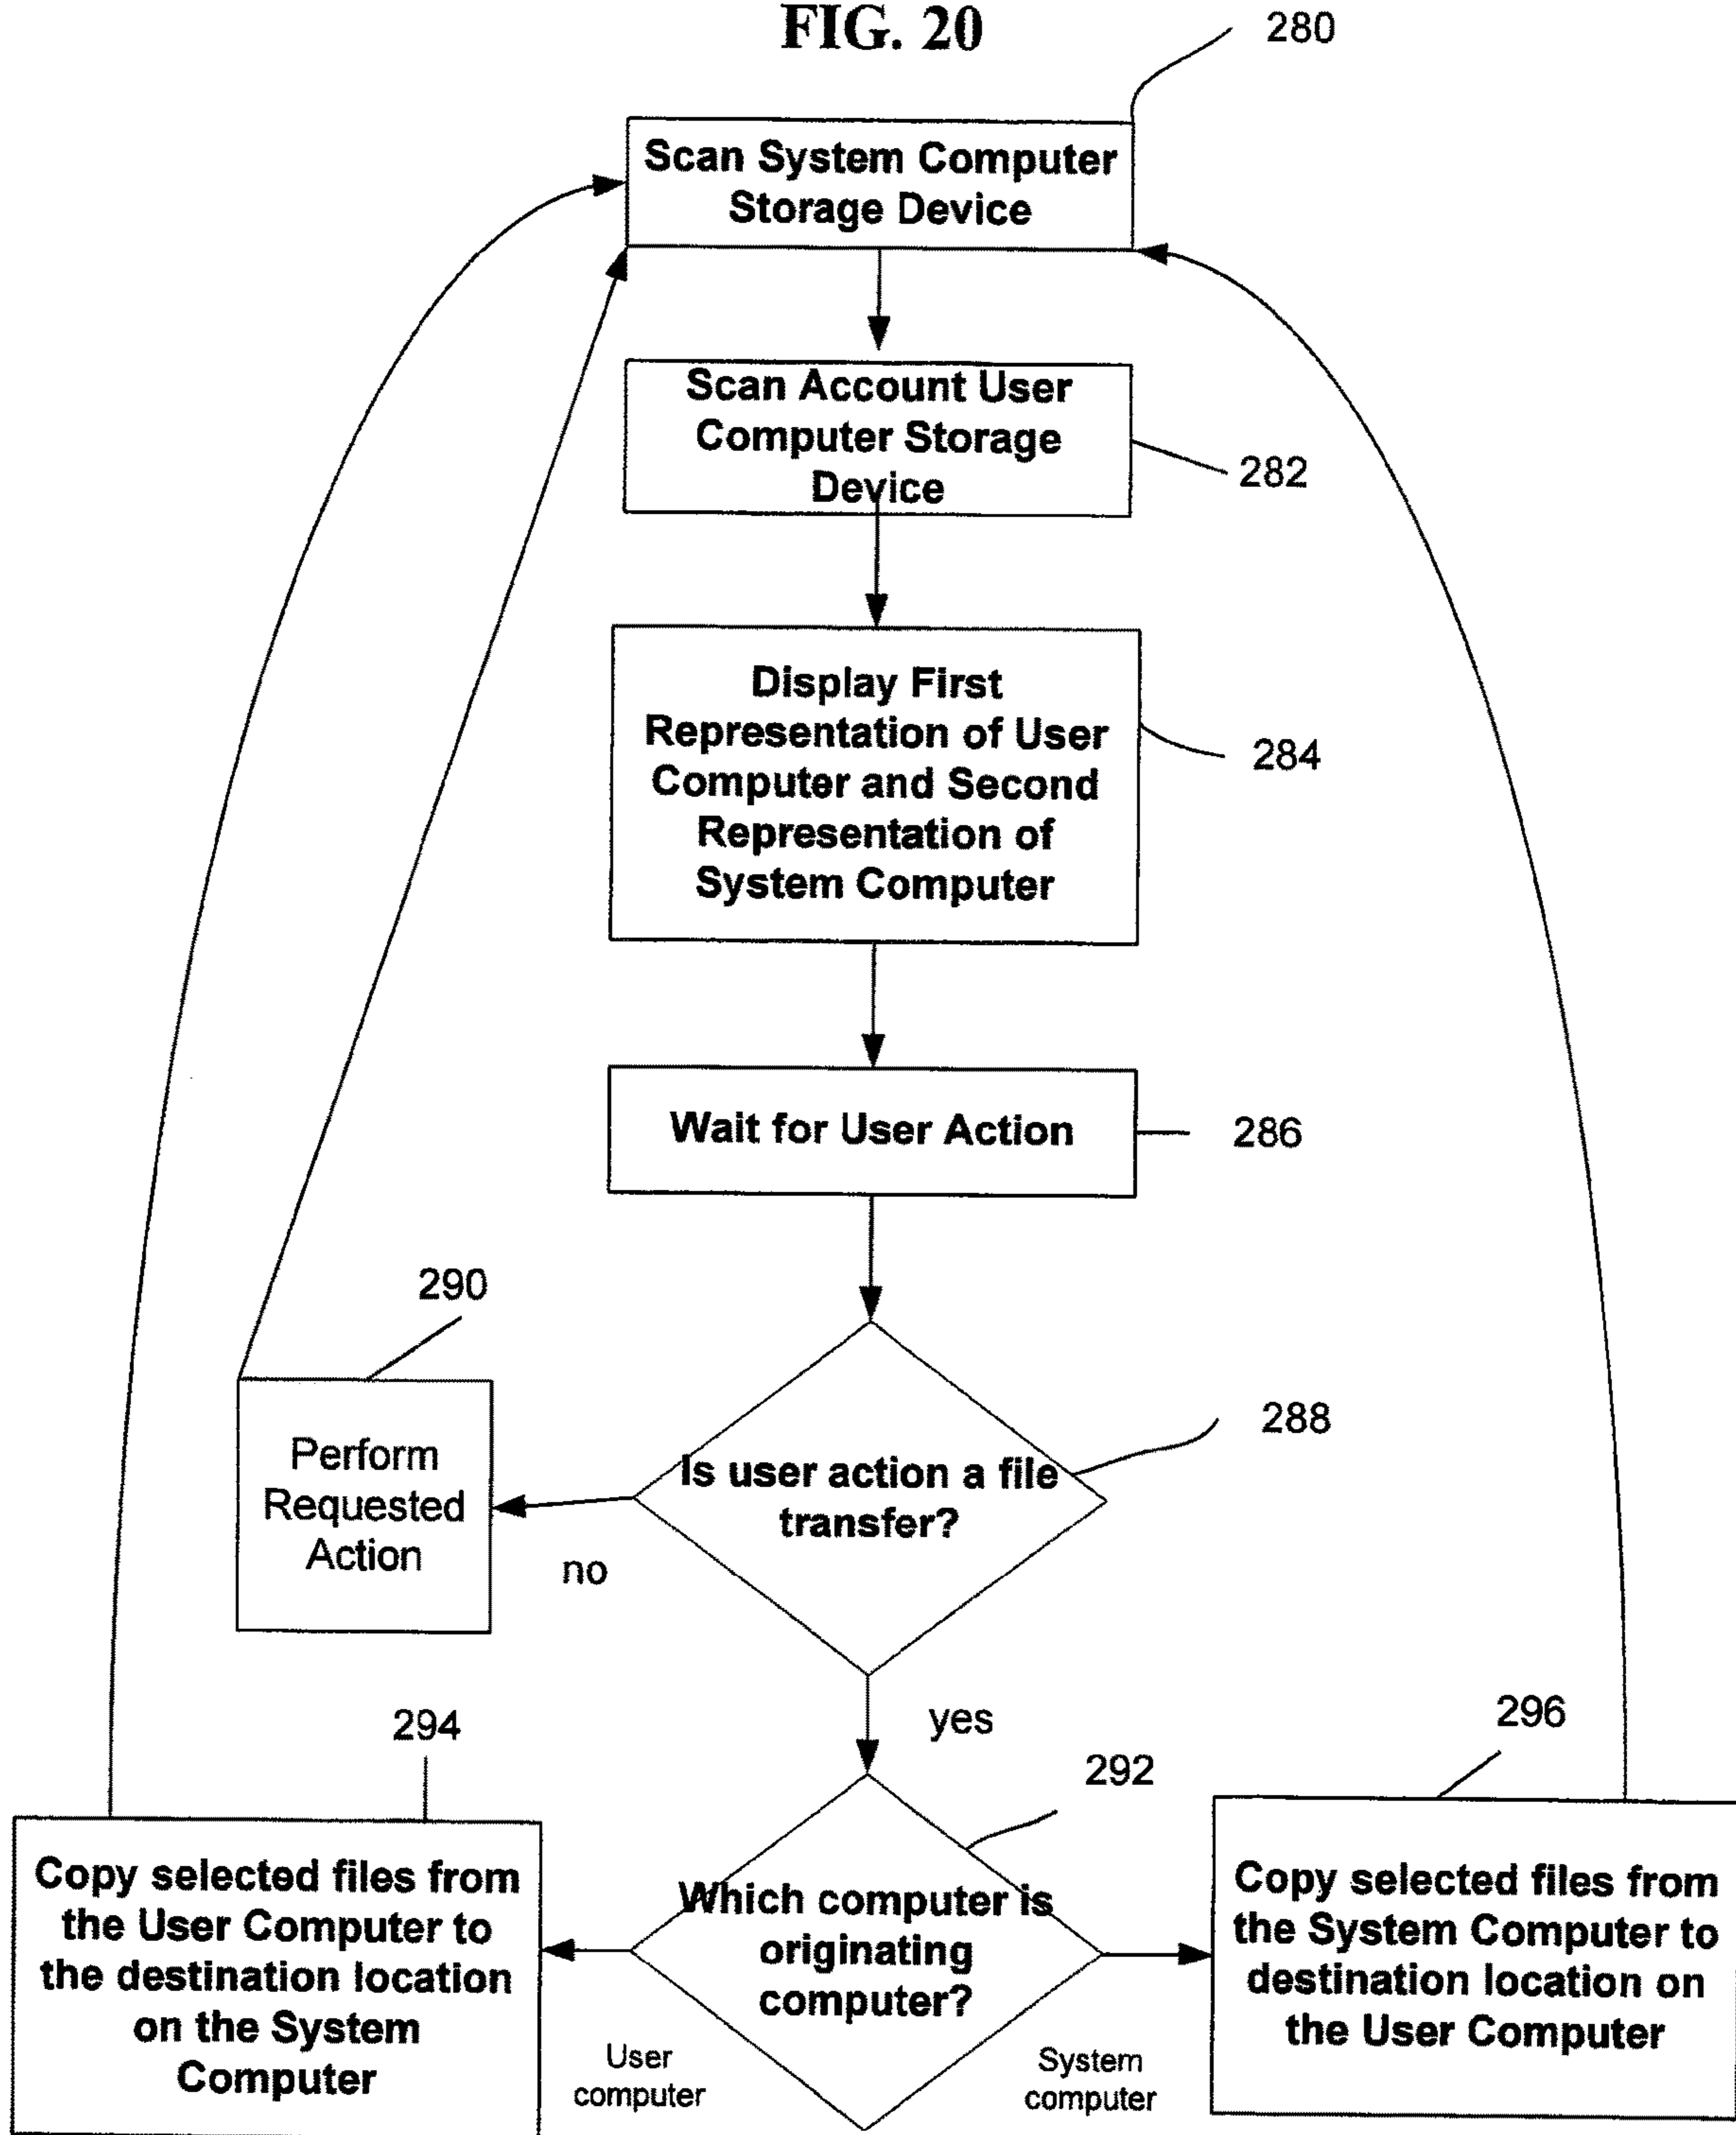 FIG. 20
280
Scan System Computer
Storage Device
Scan Account User
Computer Storage
Device
282
Display First
Representation of User
Computer and Second
Representation of
System Computer
284
Wait for User Action
286
290
Perform
Requested
Action
288
Is user action a file
transfer?
no
yes
294
292
296
Copy selected files from
the User Computer to
the destination location
on the System
Computer
Which computer is
originating
computer?
User
computer
System
computer
Copy selected files from
the System Computer to
destination location on
the User Computer